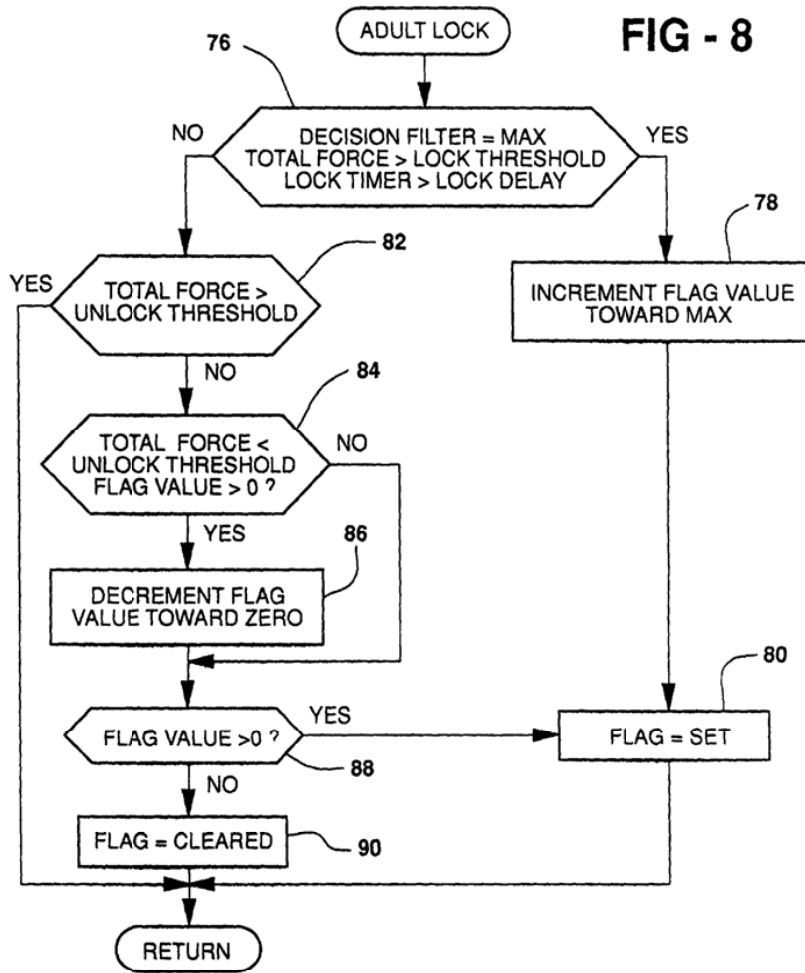 ADULT LOCK
FIG - 8
76
NO
DECISION FILTER = MAX
TOTAL FORCE > LOCK THRESHOLD
LOCK TIMER > LOCK DELAY
YES
78
INCREMENT FLAG VALUE
TOWARD MAX
82
YES
TOTAL FORCE >
UNLOCK THRESHOLD
NO
84
TOTAL FORCE <
UNLOCK THRESHOLD
FLAG VALUE > 0 ?
NO
YES
86
DECREMENT FLAG
VALUE TOWARD ZERO
80
FLAG VALUE >0 ?
YES
FLAG = SET
88
NO
FLAG = CLEARED
90
RETURN